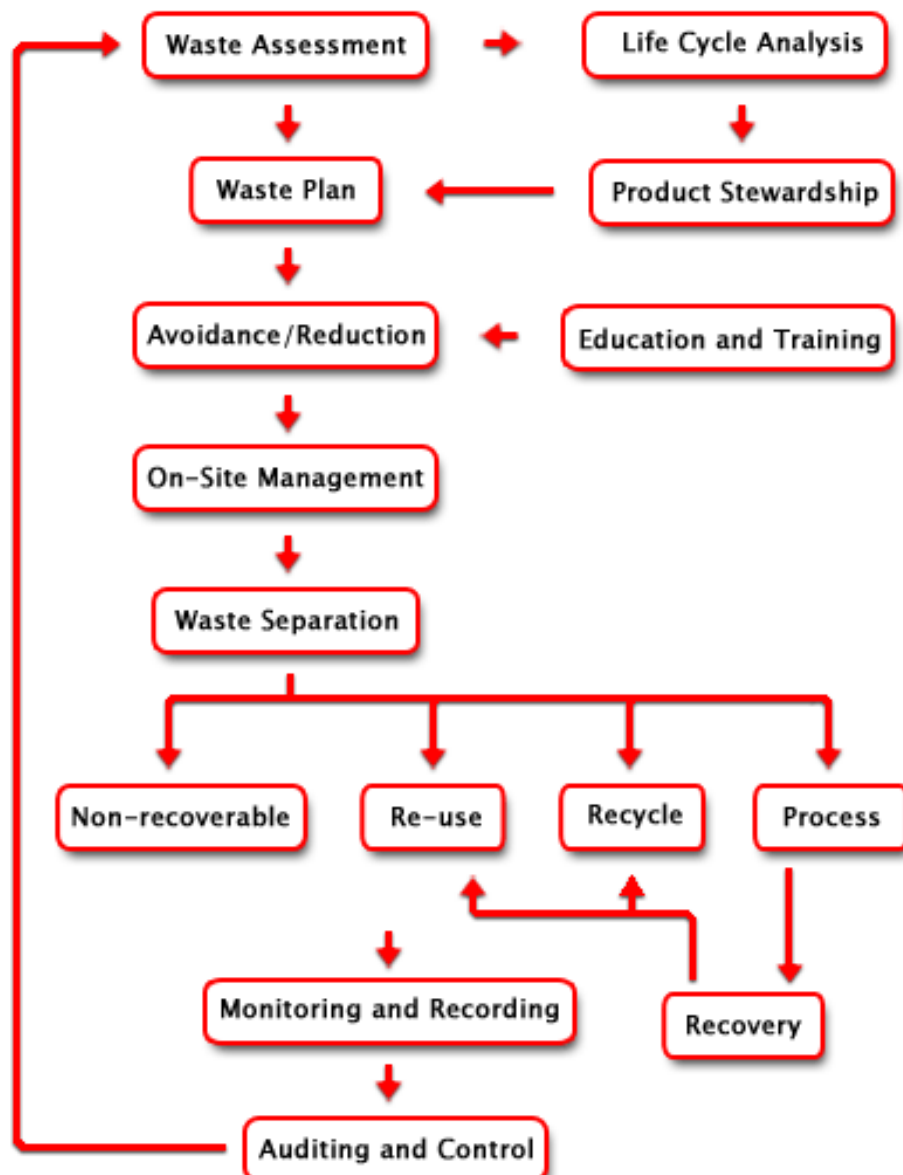 Waste Assessment
Life Cycle Analysis
Waste Plan
Product Stewardship
Avoidance/Reduction
Education and Training
On-Site Management
Waste Separation
Non-recoverable
Re-use
Recycle
Process
Monitoring and Recording
Recovery
Auditing and Control